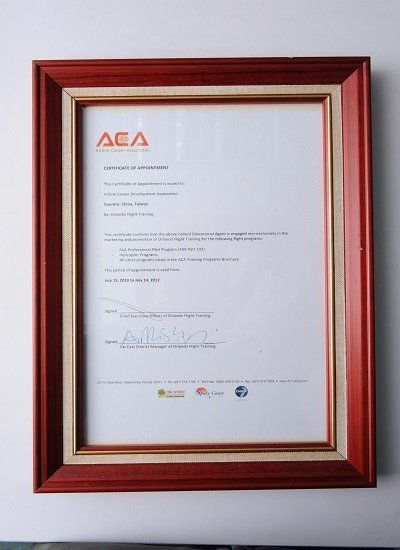 ACA
Airline Career Associates
CERTIFICATE OF APPOINTMENT
This Certificate of Appointment is issued to:
Airline Career Development Association
Country: China, Taiwan
By: Orlando Flight Training
This certificate confirms that the above named Educational Agent is engaged non-exclusively in the
marketing and promotion of Orlando Flight Training for the following flight programs:
- FAA Professional Pilot Program (FAR Part 141)
- Helicopter Programs
- All other programs listed in the ACA Training Programs Brochure
This period of appointment is valid from
July 15, 2010 to July 14, 2012
Signed
Chief Executive Officer of Orlando Flight Training
Signed
Far East District Manager of Orlando Flight Training
Kissimmee, Florida
ORLANDO
Space Coast